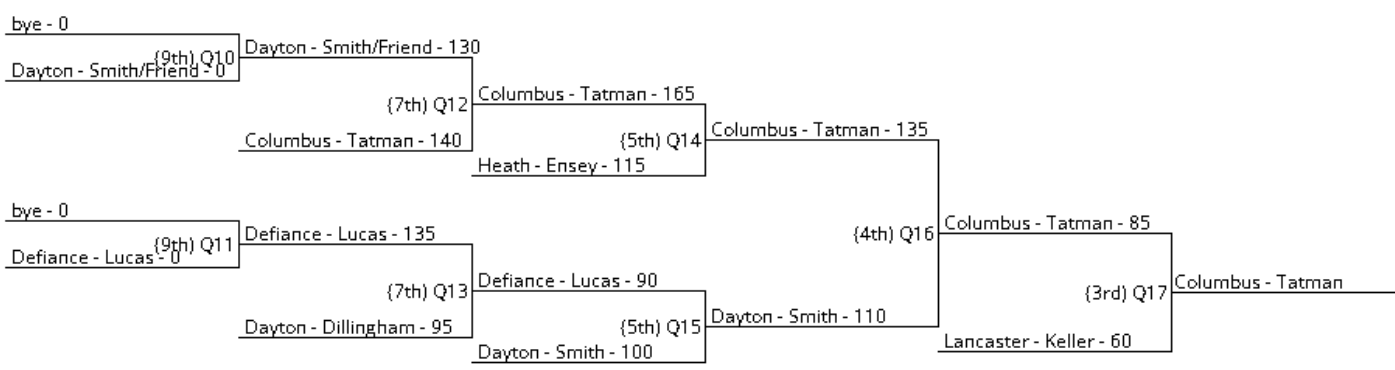 bye - 0
{9th) Q10
Dayton - Smith/Friend - 0
Dayton - Smith/Friend - 130
{7th) Q12
Columbus - Tatman - 140
Columbus - Tatman - 165
{5th) Q14
Heath - Ensey - 115
Columbus - Tatman - 135
bye - 0
{9th) Q11
Defiance - Lucas - 0
Defiance - Lucas - 135
{7th) Q13
Dayton - Dillingham - 95
Defiance - Lucas - 90
{5th) Q15
Dayton - Smith - 100
Dayton - Smith - 110
{4th) Q16
Columbus - Tatman - 85
{3rd) Q17
Lancaster - Keller - 60
Columbus - Tatman